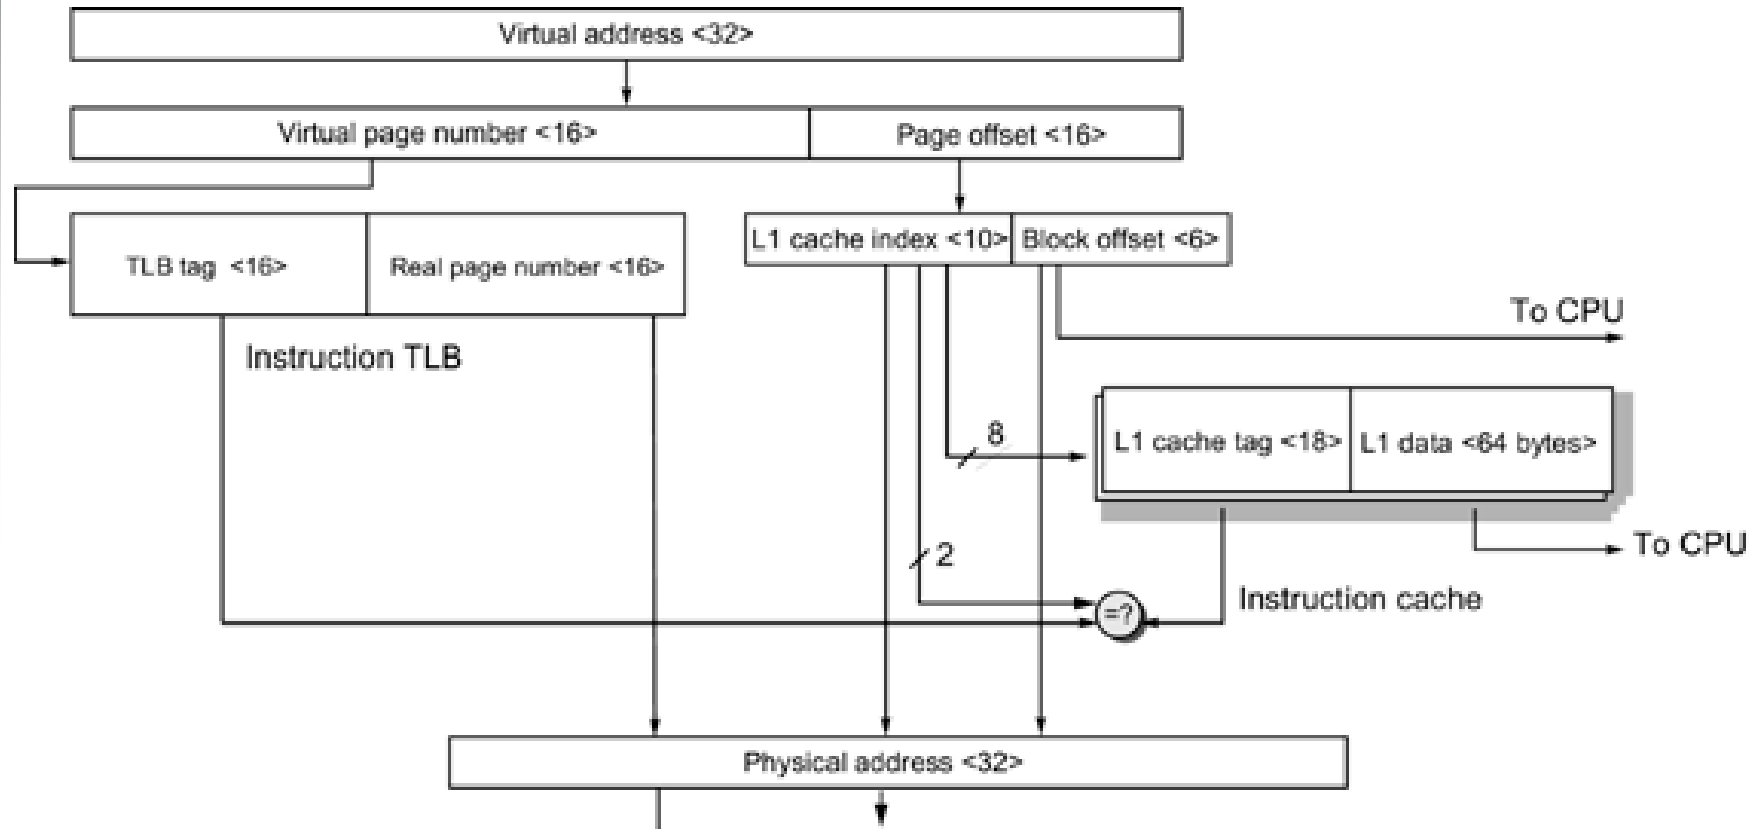 Virtual address <32>
Virtual page number <16> Page offset <16>
L1 cache index <10> Block offset <6>
TLB tag <16> Real page number <16>
To CPU
Instruction TLB
8
L1 cache tag <18> L1 data <64 bytes>
2
To CPU
Instruction cache
=?
Physical address <32>